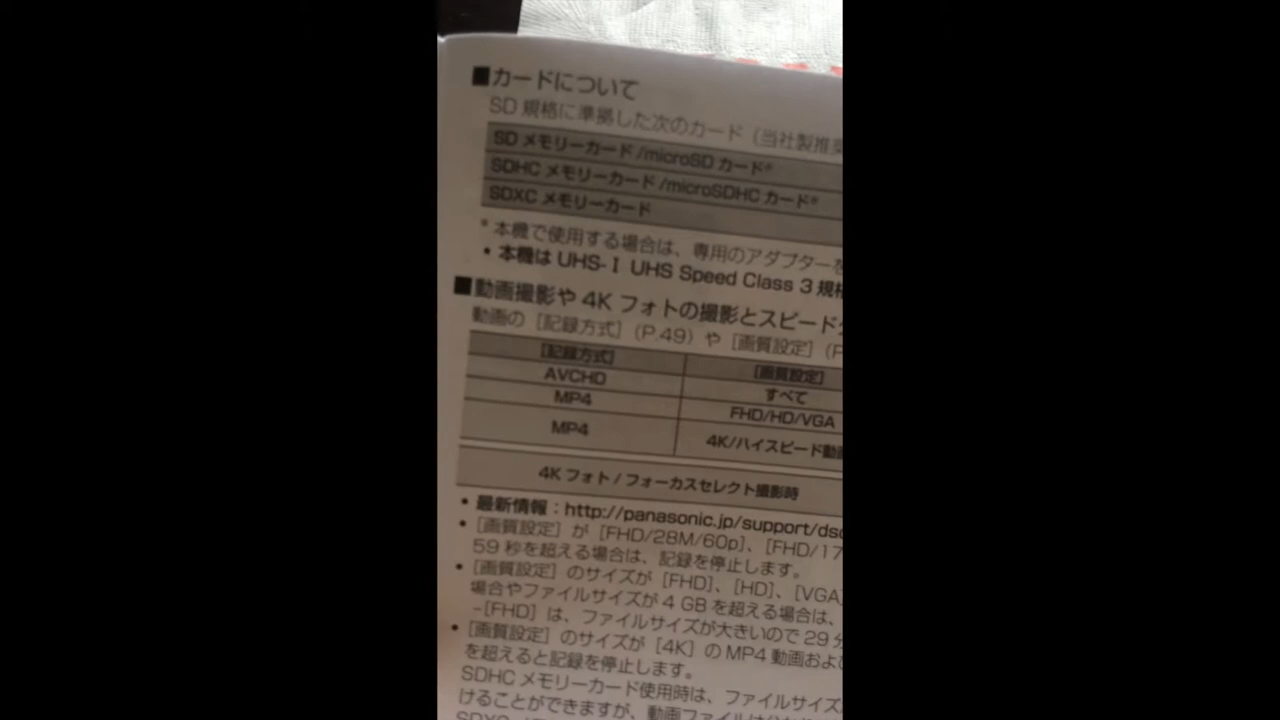 ■カードについて
SD 規格に準拠した次のカード（当社製推奨
SD メモリーカード /microSD カード※
SDHC メモリーカード /microSDHC カード※
SDXC メモリーカード
※ 本機で使用する場合は、専用のアダプターを
• 本機は UHS-Ⅰ UHS Speed Class 3 規格
■動画撮影や 4K フォトの撮影とスピード
動画の［記録方式］（P.49）や［画質設定］（P
［記録方式］ ［画質設定］
AVCHD すべて
MP4 FHD/HD/VGA
MP4 4K/ハイスピード動画
4K フォト / フォーカスセレクト撮影時
• 最新情報：http://panasonic.jp/support/dsc
• ［画質設定］が［FHD/28M/60p］、［FHD/17
59 秒を超える場合は、記録を停止します。
• ［画質設定］のサイズが［FHD］、［HD］、［VGA］
場合やファイルサイズが 4 GB を超える場合は、
–［FHD］は、ファイルサイズが大きいので 29 分
• ［画質設定］のサイズが［4K］の MP4 動画およ
を超えると記録を停止します。
SDHC メモリーカード使用時は、ファイルサイズ
けることができますが、動画ファイルは